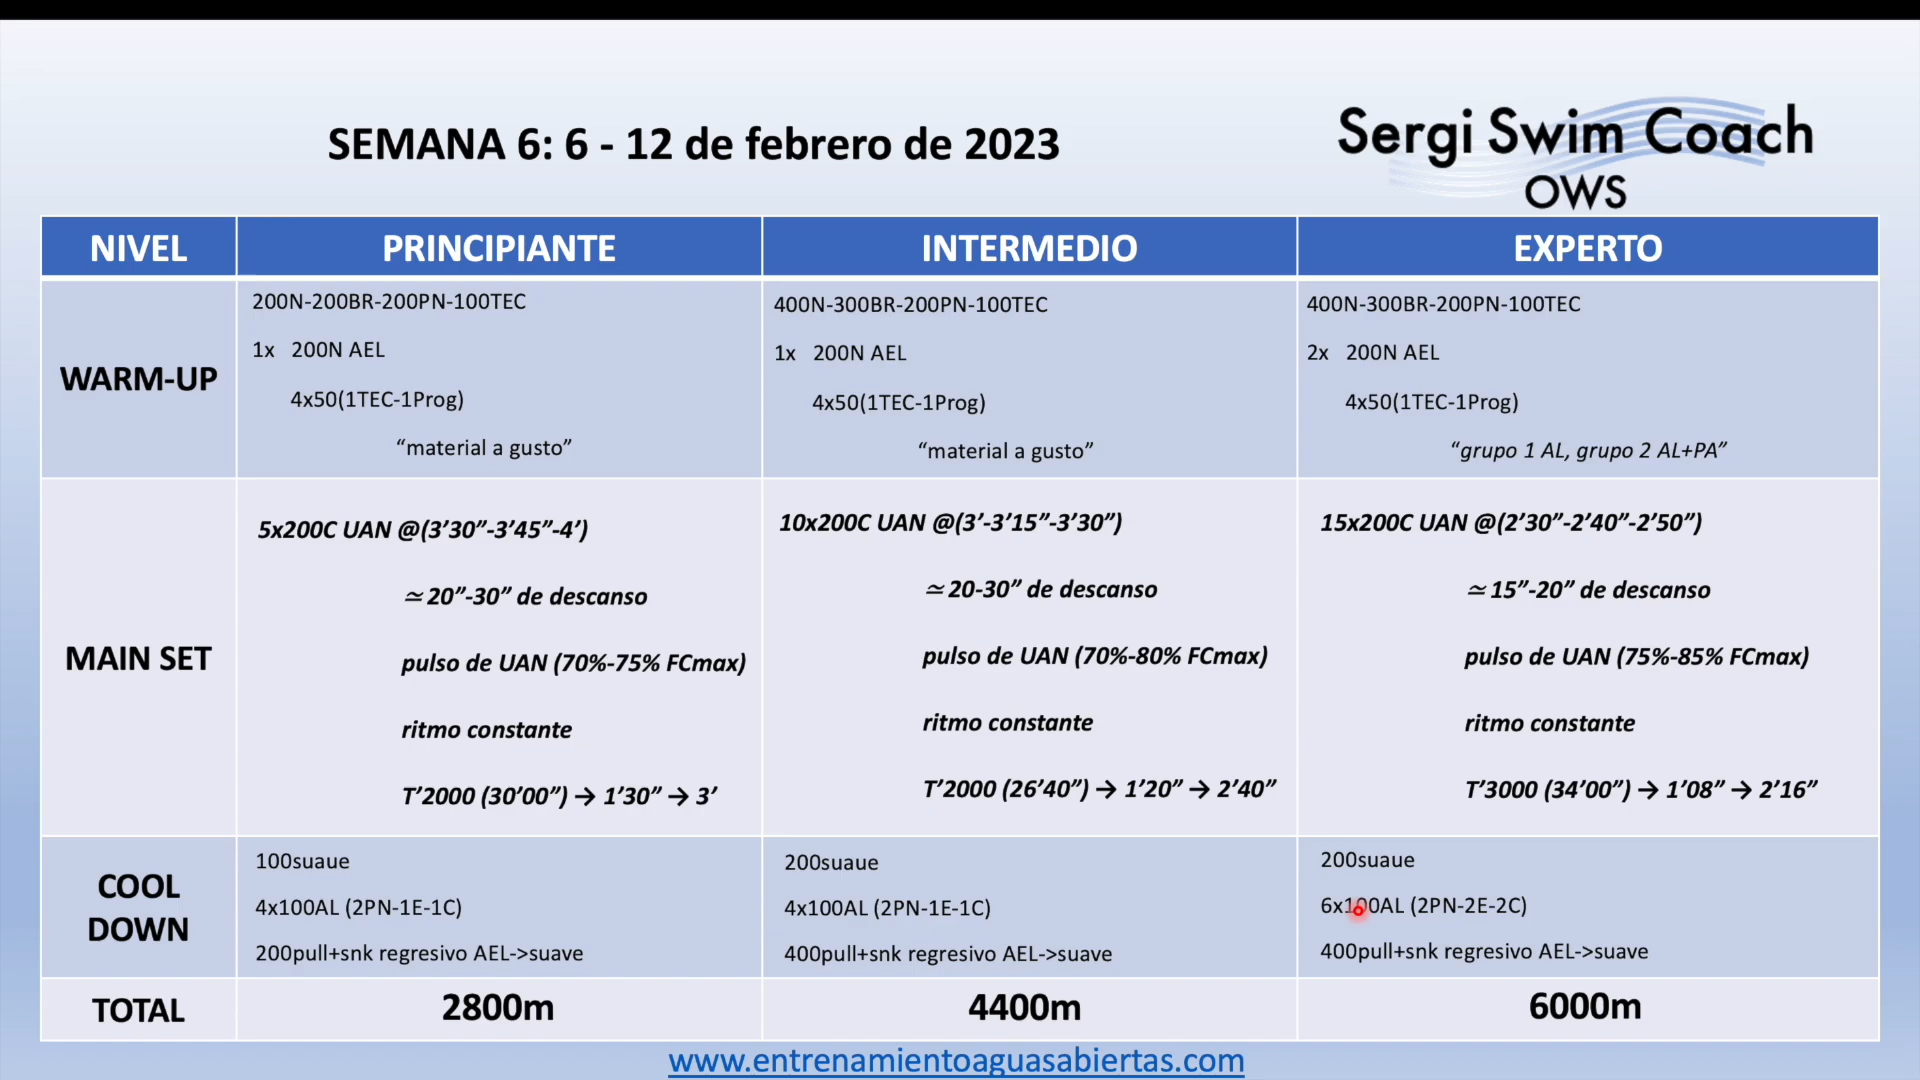 SEMANA 6: 6 - 12 de febrero de 2023
Sergi Swim Coach
OWS
NIVEL
PRINCIPIANTE
INTERMEDIO
EXPERTO
WARM-UP
200N-200BR-200PN-100TEC
1x 200N AEL
4x50(1TEC-1Prog)
“material a gusto”
400N-300BR-200PN-100TEC
1x 200N AEL
4x50(1TEC-1Prog)
“material a gusto”
400N-300BR-200PN-100TEC
2x 200N AEL
4x50(1TEC-1Prog)
“grupo 1 AL, grupo 2 AL+PA”
MAIN SET
5x200C UAN @(3’30”-3’45”-4’)
≃20”-30” de descanso
pulso de UAN (70%-75% FCmax)
ritmo constante
T’2000 (30’00”) → 1’30” → 3’
10x200C UAN @(3’-3’15”-3’30”)
≃20-30” de descanso
pulso de UAN (70%-80% FCmax)
ritmo constante
T’2000 (26’40”) → 1’20” → 2’40”
15x200C UAN @(2’30”-2’40”-2’50”)
≃15”-20” de descanso
pulso de UAN (75%-85% FCmax)
ritmo constante
T’3000 (34’00”) → 1’08” → 2’16”
COOL
DOWN
100suaue
4x100AL (2PN-1E-1C)
200pull+snk regresivo AEL->suave
200suaue
4x100AL (2PN-1E-1C)
400pull+snk regresivo AEL->suave
200suaue
6x100AL (2PN-2E-2C)
400pull+snk regresivo AEL->suave
TOTAL
2800m
4400m
6000m
www.entrenamientoaguasabiertas.com